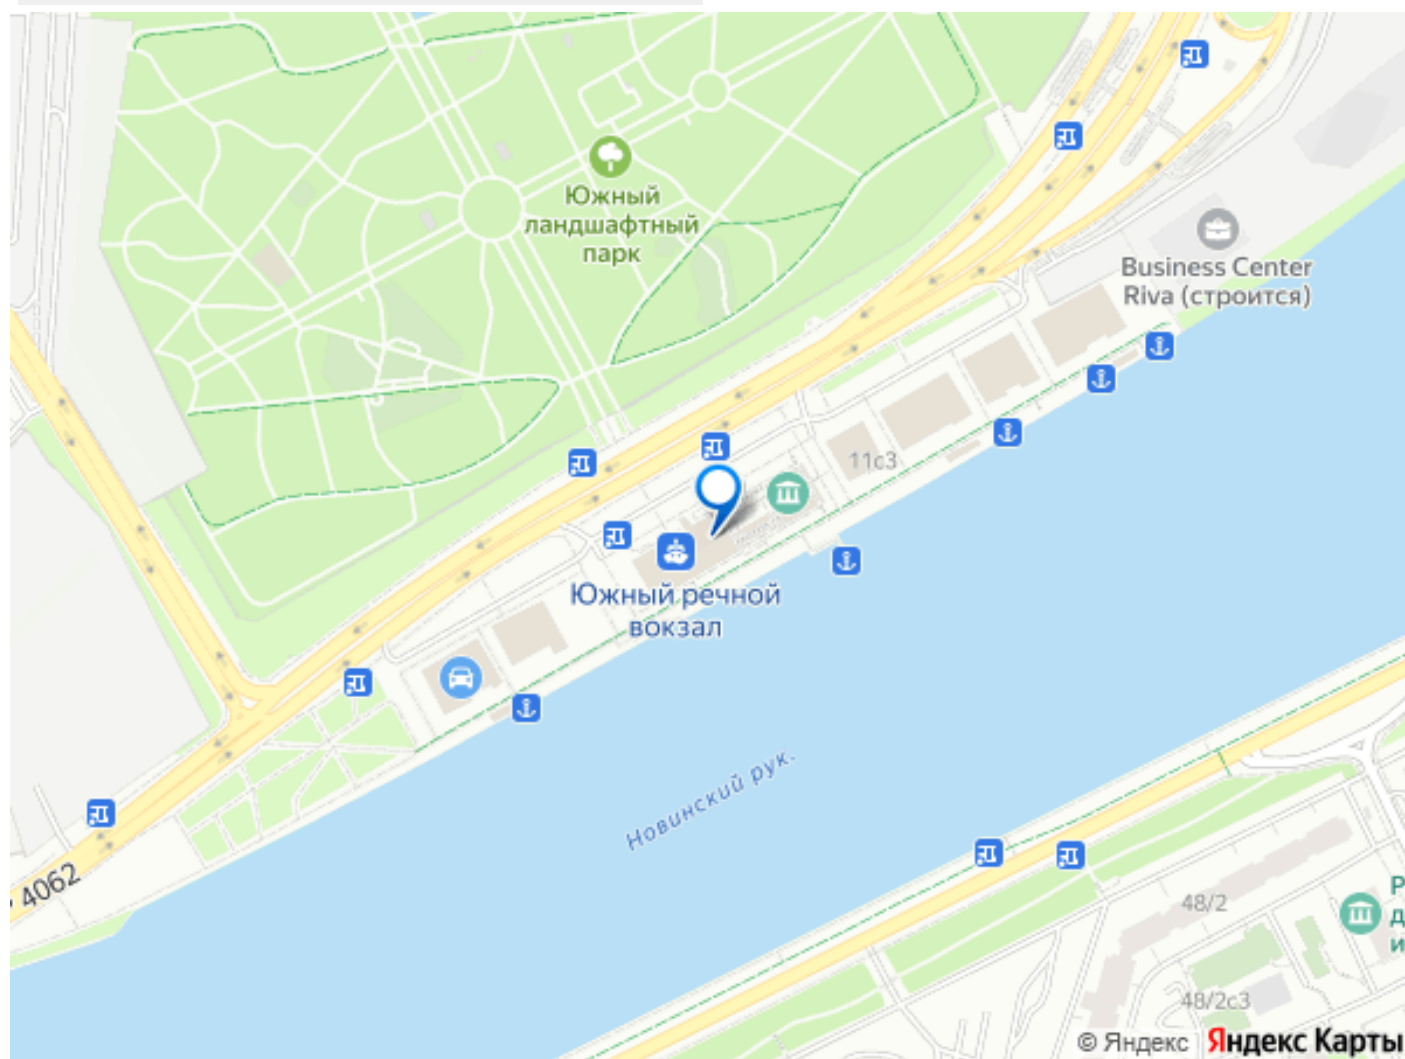 Южный
ландшафтный
парк
Business Center
Riva (строится)
11с3
Южный речной
вокзал
Новинский рук.
4062
48/2
Р
д
и
48/2с3
© Яндекс
Яндекс Карты